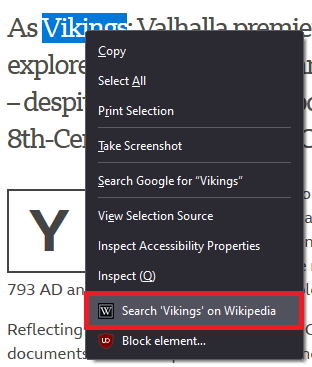 As Vikings: Valhalla premie
explore
– despi
8th-Cen
Copy
Select All
Print Selection
Take Screenshot
Search Google for “Vikings”
View Selection Source
Inspect Accessibility Properties
Inspect (Q)
W Search 'Vikings' on Wikipedia
Block element...
Y
793 AD an
Reflecting
documents